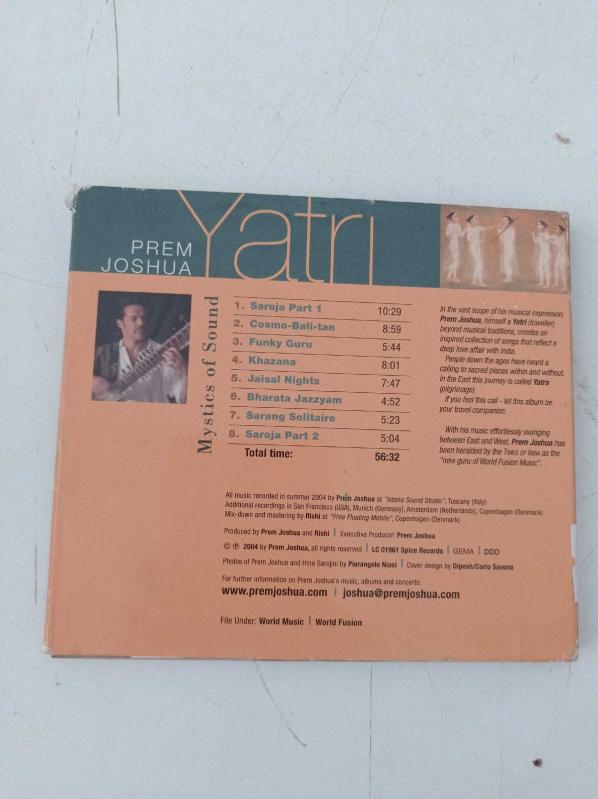 PREM
JOSHUA
Yatri
Mystics of Sound
1. Saroja Part 1 10:29
2. Cosmo-Bali-tan 8:59
3. Funky Guru 5:44
4. Khazana 8:01
5. Jaisal Nights 7:47
6. Bharata Jazzyam 4:52
7. Sarang Solitaire 5:23
8. Saroja Part 2 5:04
Total time: 56:32
In the vast scope of his musical expression,
Prem Joshua, himself a Yatri (traveller)
beyond musical traditions, creates an
inspired collection of songs that reflect a
deep love affair with India.
People down the ages have heard a
calling to sacred places within and without.
In the East this journey is called Yatra
(pilgrimage).
If you feel this call - let this album be
your travel companion.
With his music effortlessly swinging
between East and West, Prem Joshua has
been heralded by the TIMES OF INDIA as the
"new guru of World Fusion Music".
All music recorded in summer 2004 by Prem Joshua at "Istana Sound Studio", Tuscany (Italy)
Additional recordings in San Francisco (USA), Munich (Germany), Amsterdam (Netherlands), Copenhagen (Denmark)
Mix-down and mastering by Rishi at "Free Floating Mobile", Copenhagen (Denmark)
Produced by Prem Joshua and Rishi | Executive Producer: Prem Joshua
© ℗ 2004 by Prem Joshua, all rights reserved | LC 01961 Spice Records | GEMA | DDD
Photos of Prem Joshua and Hina Sarojini by Pierangelo Niosi | Cover design by Dipesh/Carlo Savona
For further information on Prem Joshua's music, albums and concerts:
www.premjoshua.com | joshua@premjoshua.com
File Under: World Music | World Fusion